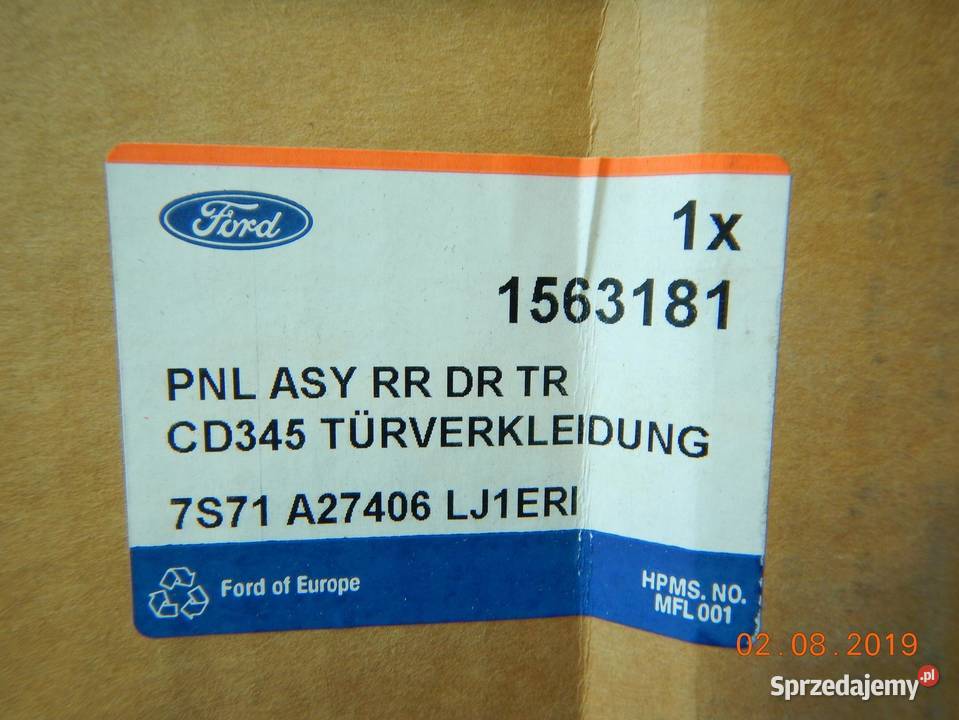 Ford
1x
1563181
PNL ASY RR DR TR
CD345 TÜRVERKLEIDUNG
7S71 A27406 LJ1ERI
Ford of Europe
HPMS. NO.
MFL 001
02.08.2019
Sprzedajemy.pl